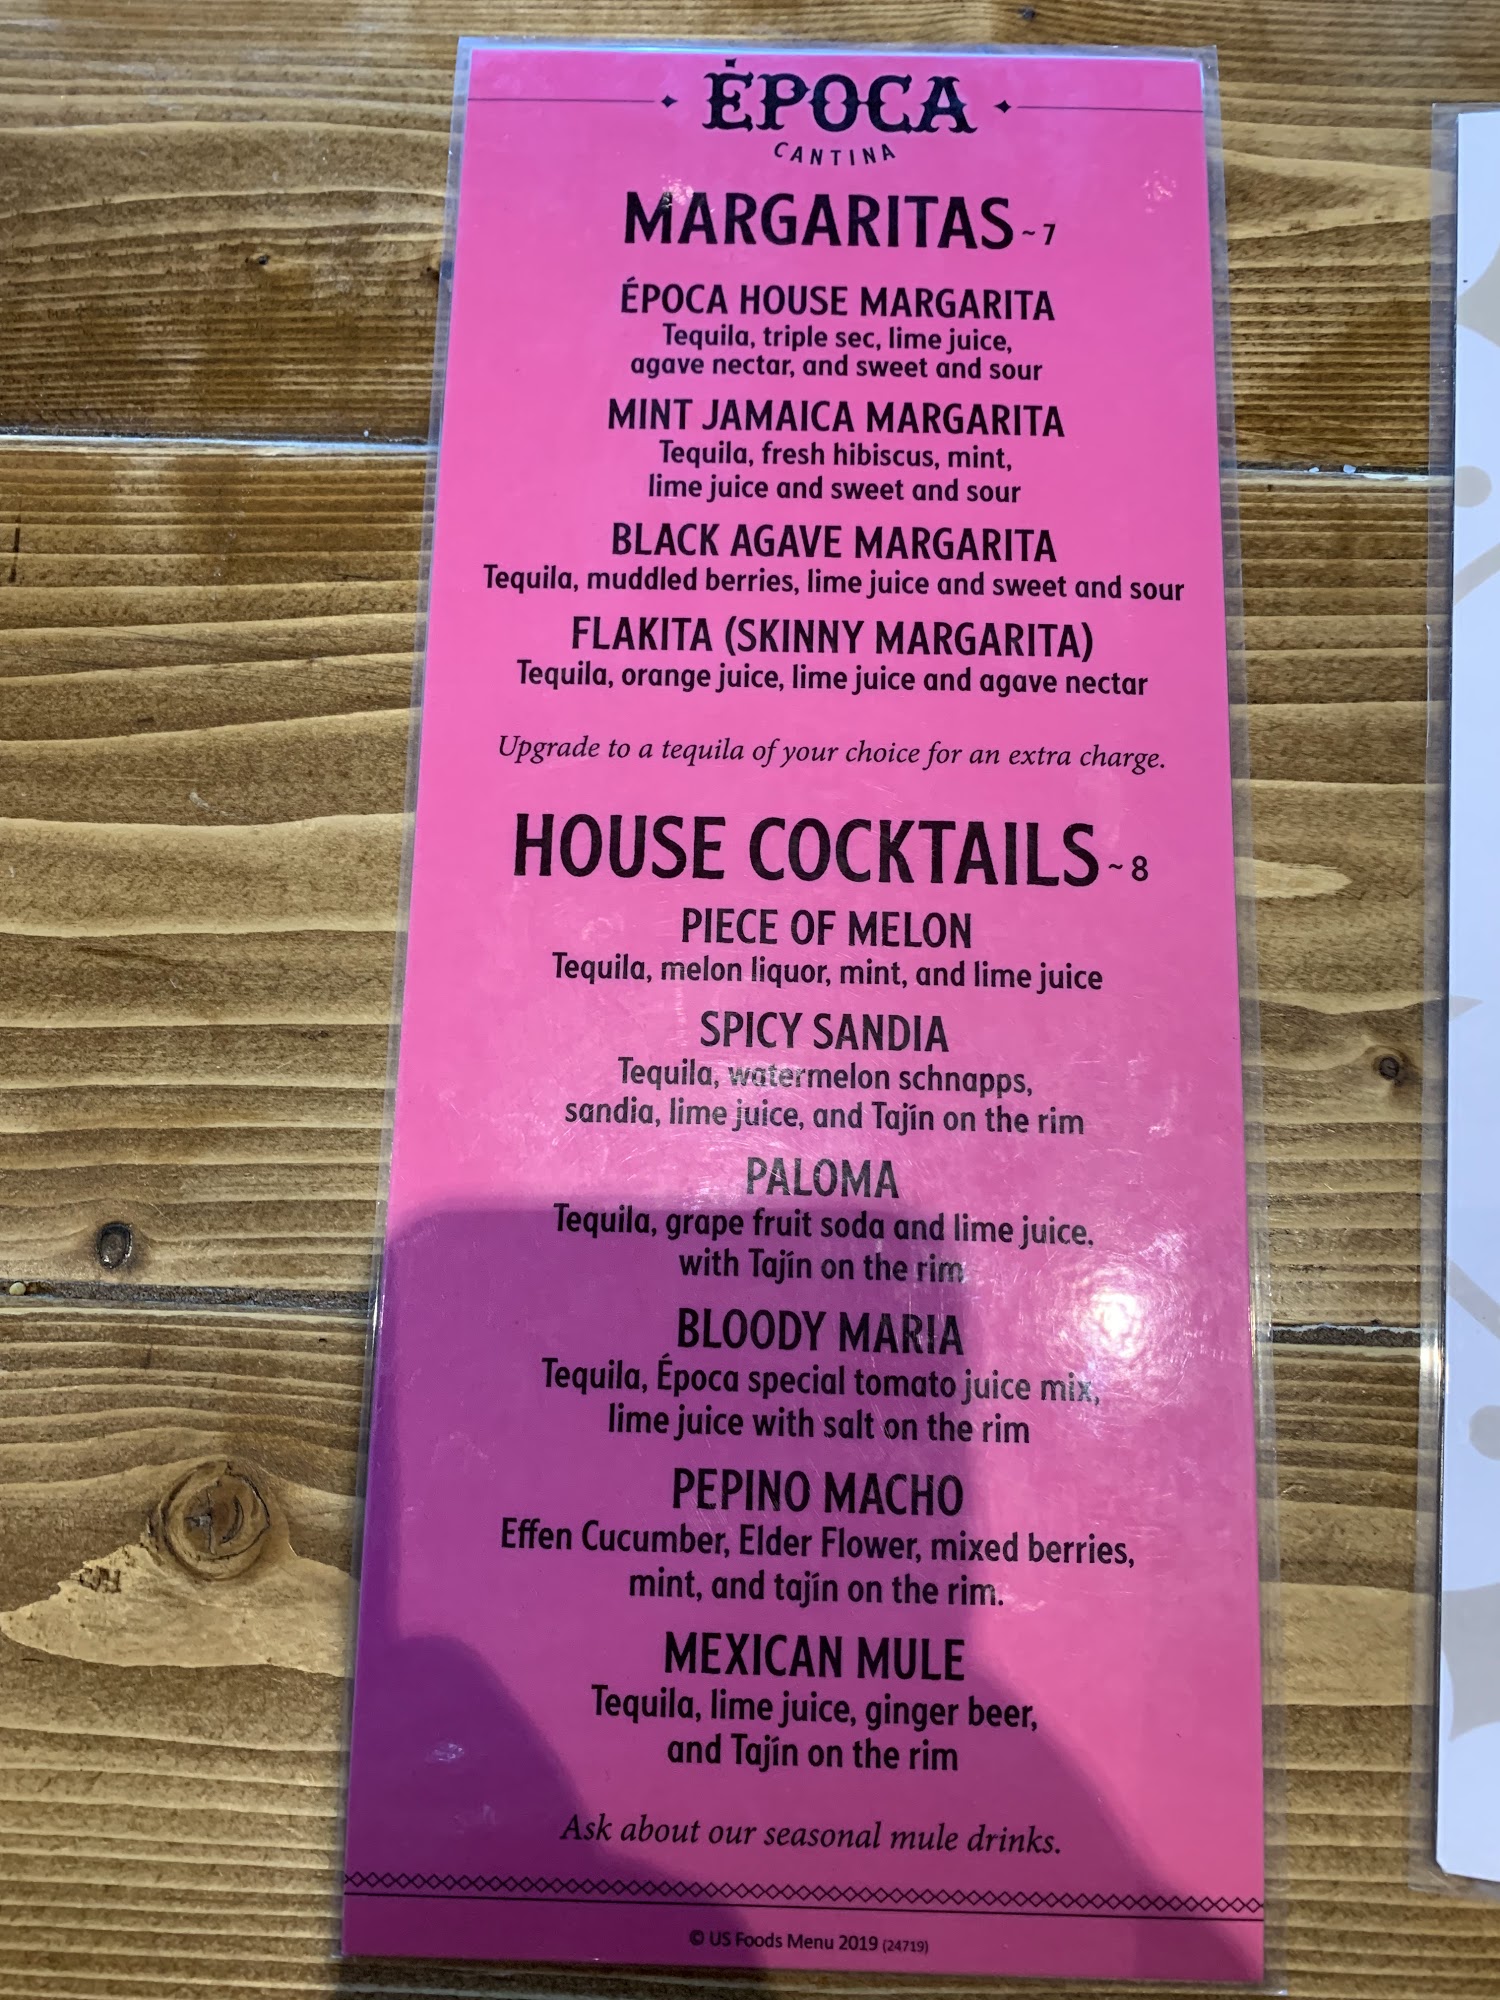 ÉPOCA
CANTINA
MARGARITAS ~ 7
ÉPOCA HOUSE MARGARITA
Tequila, triple sec, lime juice,
agave nectar, and sweet and sour
MINT JAMAICA MARGARITA
Tequila, fresh hibiscus, mint,
lime juice and sweet and sour
BLACK AGAVE MARGARITA
Tequila, muddled berries, lime juice and sweet and sour
FLAKITA (SKINNY MARGARITA)
Tequila, orange juice, lime juice and agave nectar
Upgrade to a tequila of your choice for an extra charge.
HOUSE COCKTAILS ~ 8
PIECE OF MELON
Tequila, melon liquor, mint, and lime juice
SPICY SANDIA
Tequila, watermelon schnapps,
sandia, lime juice, and Tajín on the rim
PALOMA
Tequila, grape fruit soda and lime juice.
with Tajín on the rim
BLOODY MARIA
Tequila, Época special tomato juice mix,
lime juice with salt on the rim
PEPINO MACHO
Effen Cucumber, Elder Flower, mixed berries,
mint, and tajín on the rim.
MEXICAN MULE
Tequila, lime juice, ginger beer,
and Tajín on the rim
Ask about our seasonal mule drinks.
© US Foods Menu 2019 (24719)